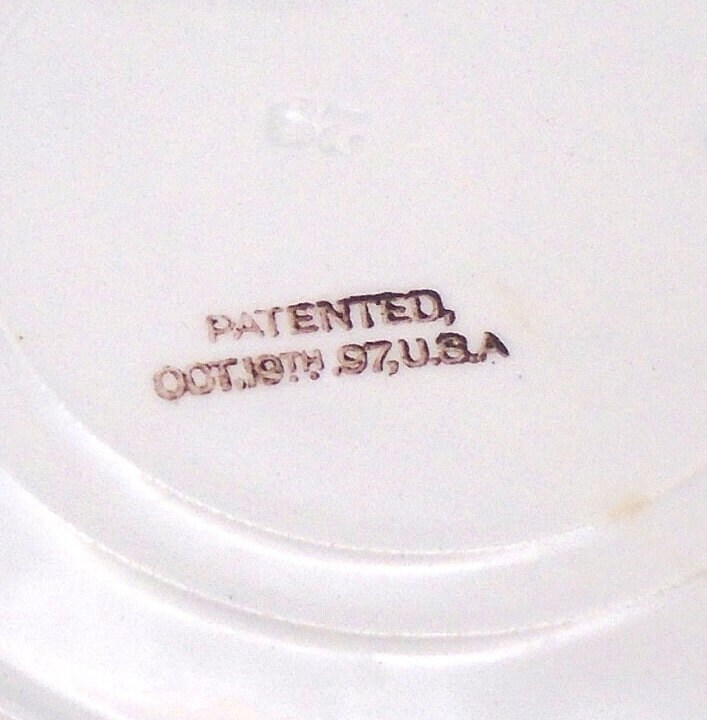 PATENTED,
OCT.19TH .97, U.S.A